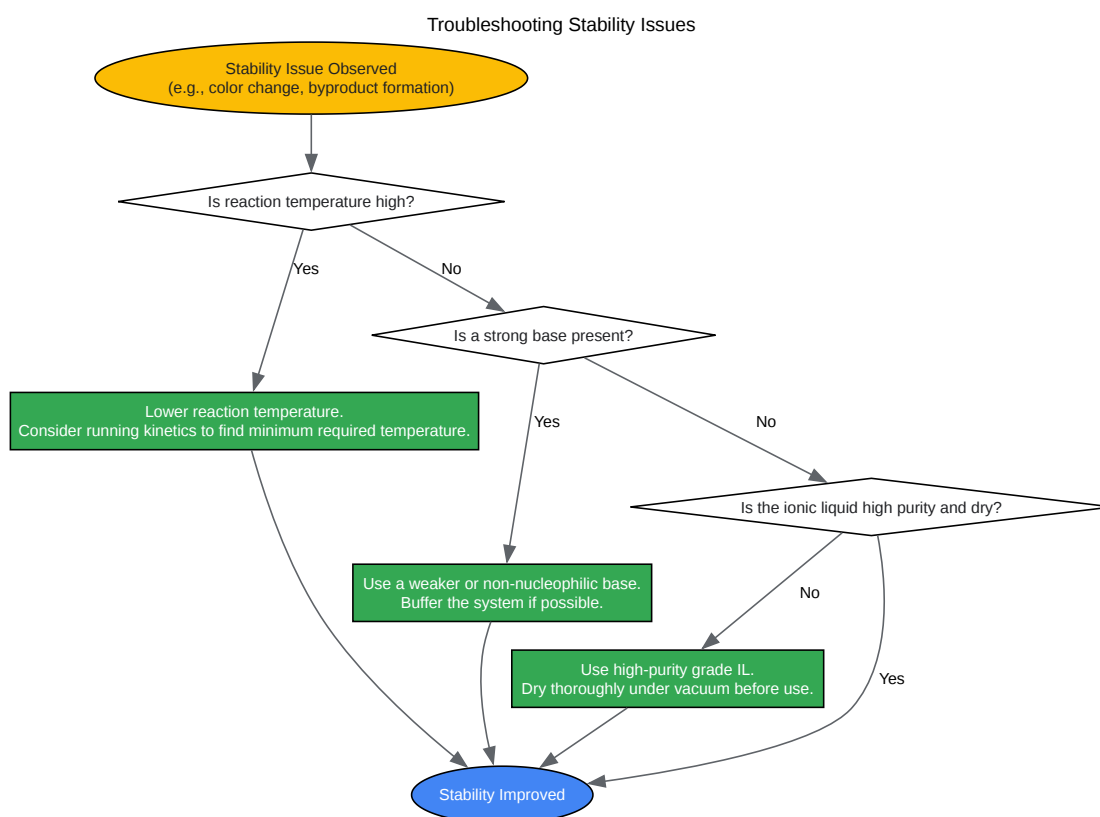 Troubleshooting Stability Issues
Stability Issue Observed
(e.g., color change, byproduct formation)
Is reaction temperature high?
Yes
No
Is a strong base present?
Lower reaction temperature.
Consider running kinetics to find minimum required temperature.
Yes
No
Is the ionic liquid high purity and dry?
Use a weaker or non-nucleophilic base.
Buffer the system if possible.
No
Use high-purity grade IL.
Dry thoroughly under vacuum before use.
Yes
Stability Improved